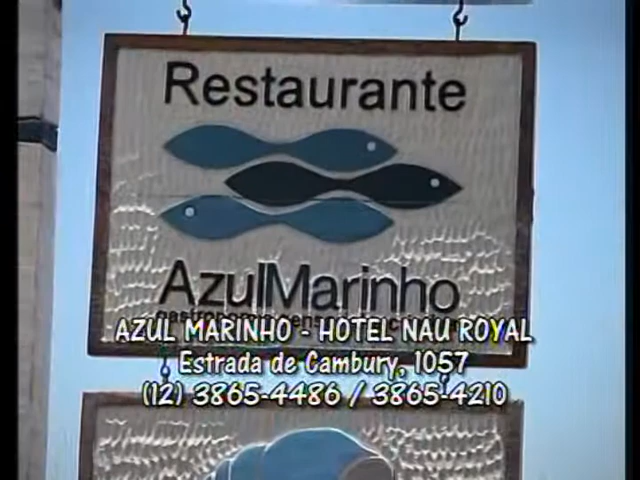 Restaurante
AzulMarinho
AZUL MARINHO - HOTEL NAU ROYAL
Estrada de Cambury, 1057
(12) 3865-4486 / 3865-4210